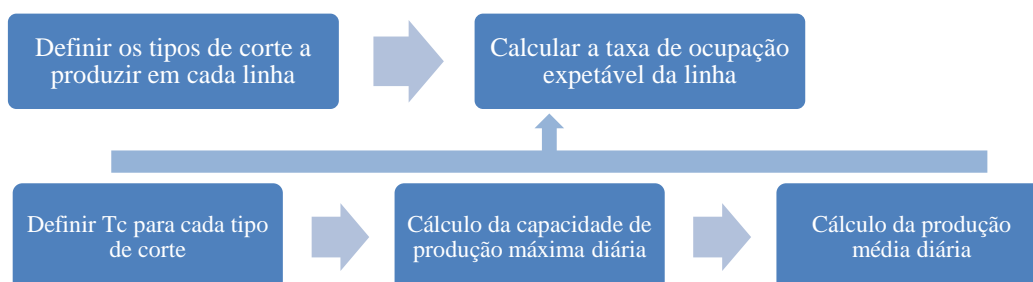 Definir os tipos de corte a
produzir em cada linha
Calcular a taxa de ocupação
expetável da linha
Definir Tc para cada tipo
de corte
Cálculo da capacidade de
produção máxima diária
Cálculo da produção
média diária